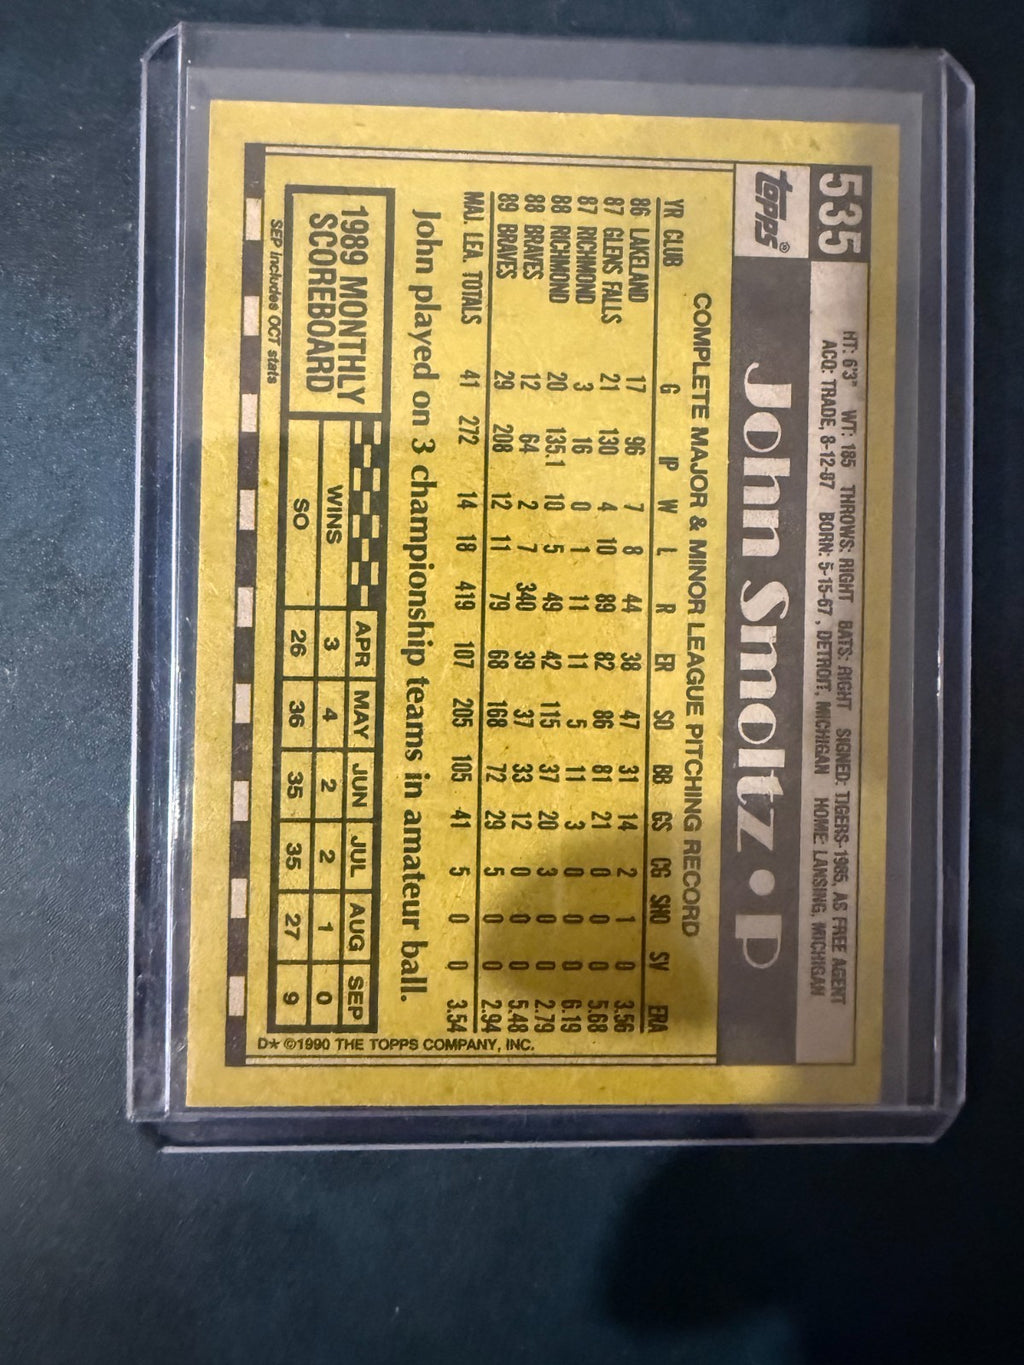 535
HT: 6'3" WT: 185 THROWS: RIGHT BATS: RIGHT SIGNED: TIGERS-1985, AS FREE AGENT
ACQ: TRADE, 8-12-87 BORN: 5-15-67, DETROIT, MICHIGAN HOME: LANSING, MICHIGAN
topps® John Smoltz • P
COMPLETE MAJOR & MINOR LEAGUE PITCHING RECORD
YR CLUB G IP W L R ER SO BB GS CG SHO SV ERA
86 LAKELAND 17 96 7 8 44 38 47 31 14 2 1 0 3.56
87 GLENS FALLS 21 130 4 10 89 82 86 81 21 0 0 0 5.68
87 RICHMOND 3 16 0 1 11 11 5 11 3 0 0 0 6.19
88 RICHMOND 20 135.1 10 5 49 42 115 37 20 3 0 0 2.79
88 BRAVES 12 64 2 7 340 39 37 33 12 0 0 0 5.48
89 BRAVES 29 208 12 11 79 68 168 72 29 5 0 0 2.94
MAJ. LEA. TOTALS 41 272 14 18 419 107 205 105 41 5 0 0 3.54
John played on 3 championship teams in amateur ball.
1989 MONTHLY
SCOREBOARD
APR MAY JUN JUL AUG SEP
WINS 3 4 2 2 1 0
SO 26 36 35 35 27 9
SEP Includes OCT stats
D* ©1990 THE TOPPS COMPANY, INC.